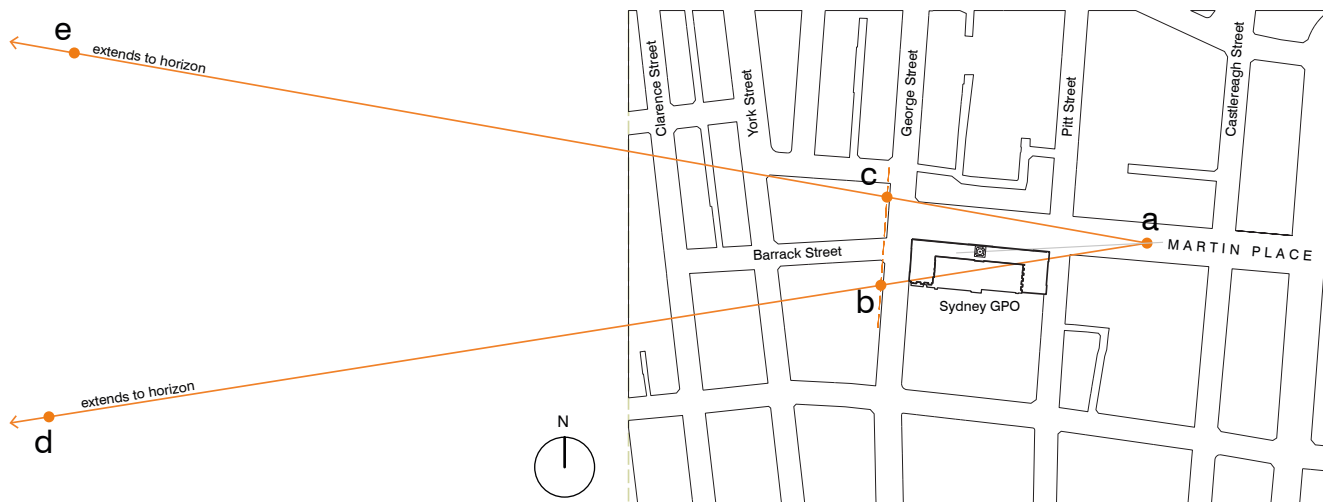 e
extends to horizon
Clarence Street
York Street
George Street
Pitt Street
Castlereagh Street
c
a
MARTIN PLACE
Barrack Street
b
Sydney GPO
extends to horizon
d
N